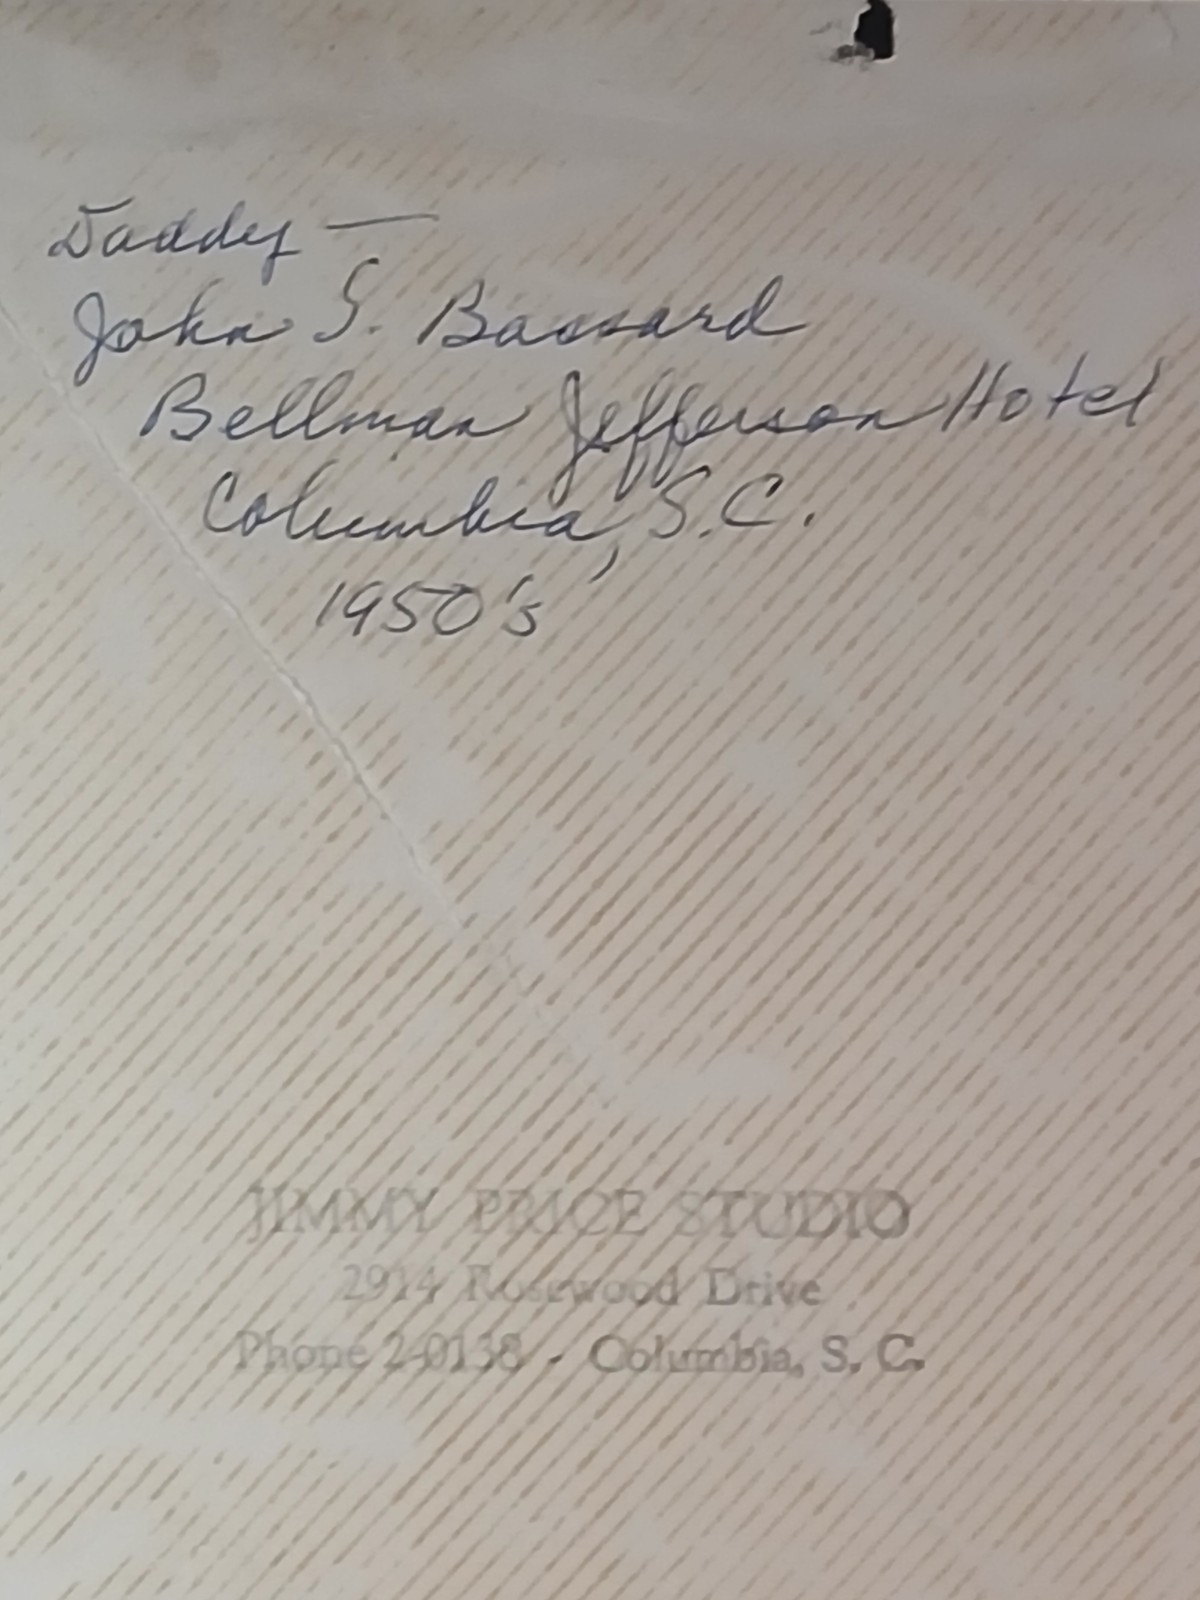 Daddy —
John S. Bassard
Bellman Jefferson Hotel
Columbia, S.C.
1950's
JIMMY PRICE STUDIO
2914 Rosewood Drive
Phone 2-0138 - Columbia, S. C.